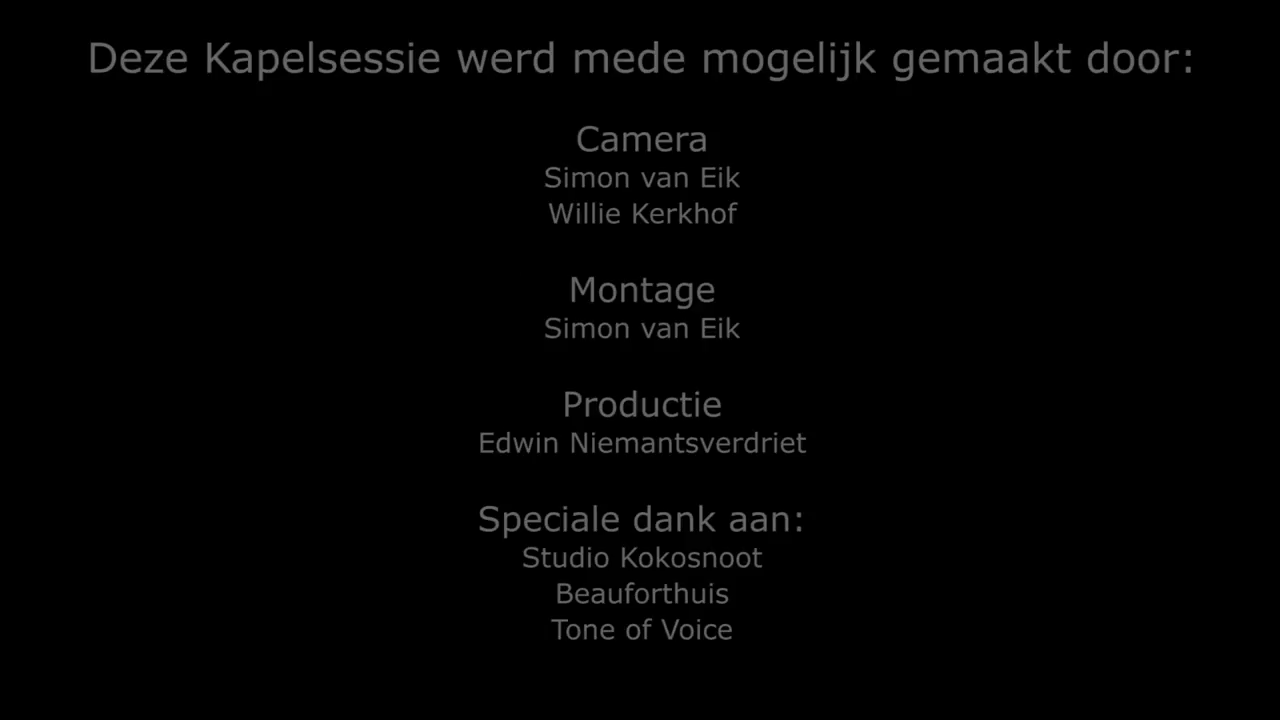 Deze Kapelsessie werd mede mogelijk gemaakt door:
Camera
Simon van Eik
Willie Kerkhof
Montage
Simon van Eik
Productie
Edwin Niemantsverdriet
Speciale dank aan:
Studio Kokosnoot
Beauforthuis
Tone of Voice